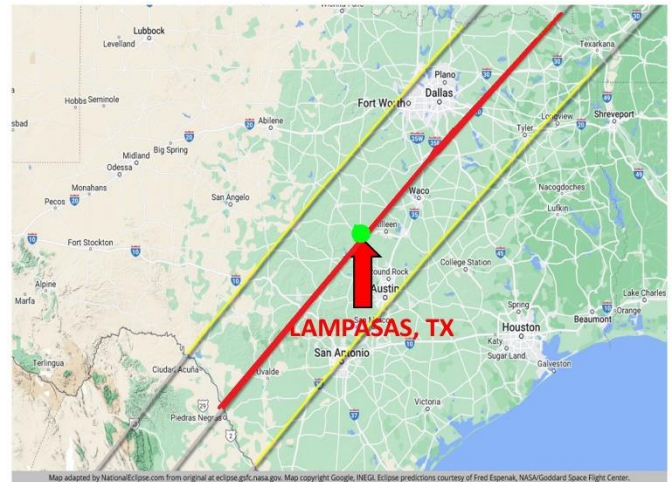 Lubbock
Levelland
Plano
Texarkana
Hobbs Seminole
Fort Worth
Dallas
Abilene
Tyler
Longview
Shreveport
Midland
Big Spring
Odessa
Monahans
Pecos
20
San Angelo
Waco
Nacogdoches
Lufkin
Fort Stockton
10
College Station
Round Rock
Austin
Alpine
Marfa
LAMPASAS, TX
Lake Charles
Spring
Beaumont
Orange
Houston
Katy
Sugar Land
Galveston
San Antonio
Terlingua
Ciudad Acuña
Uvalde
Piedras Negras
Victoria
37
2
Map adapted by NationalEclipse.com from original at eclipse.gsfc.nasa.gov. Map copyright Google, INEGI. Eclipse predictions courtesy of Fred Espenak, NASA/Goddard Space Flight Center.